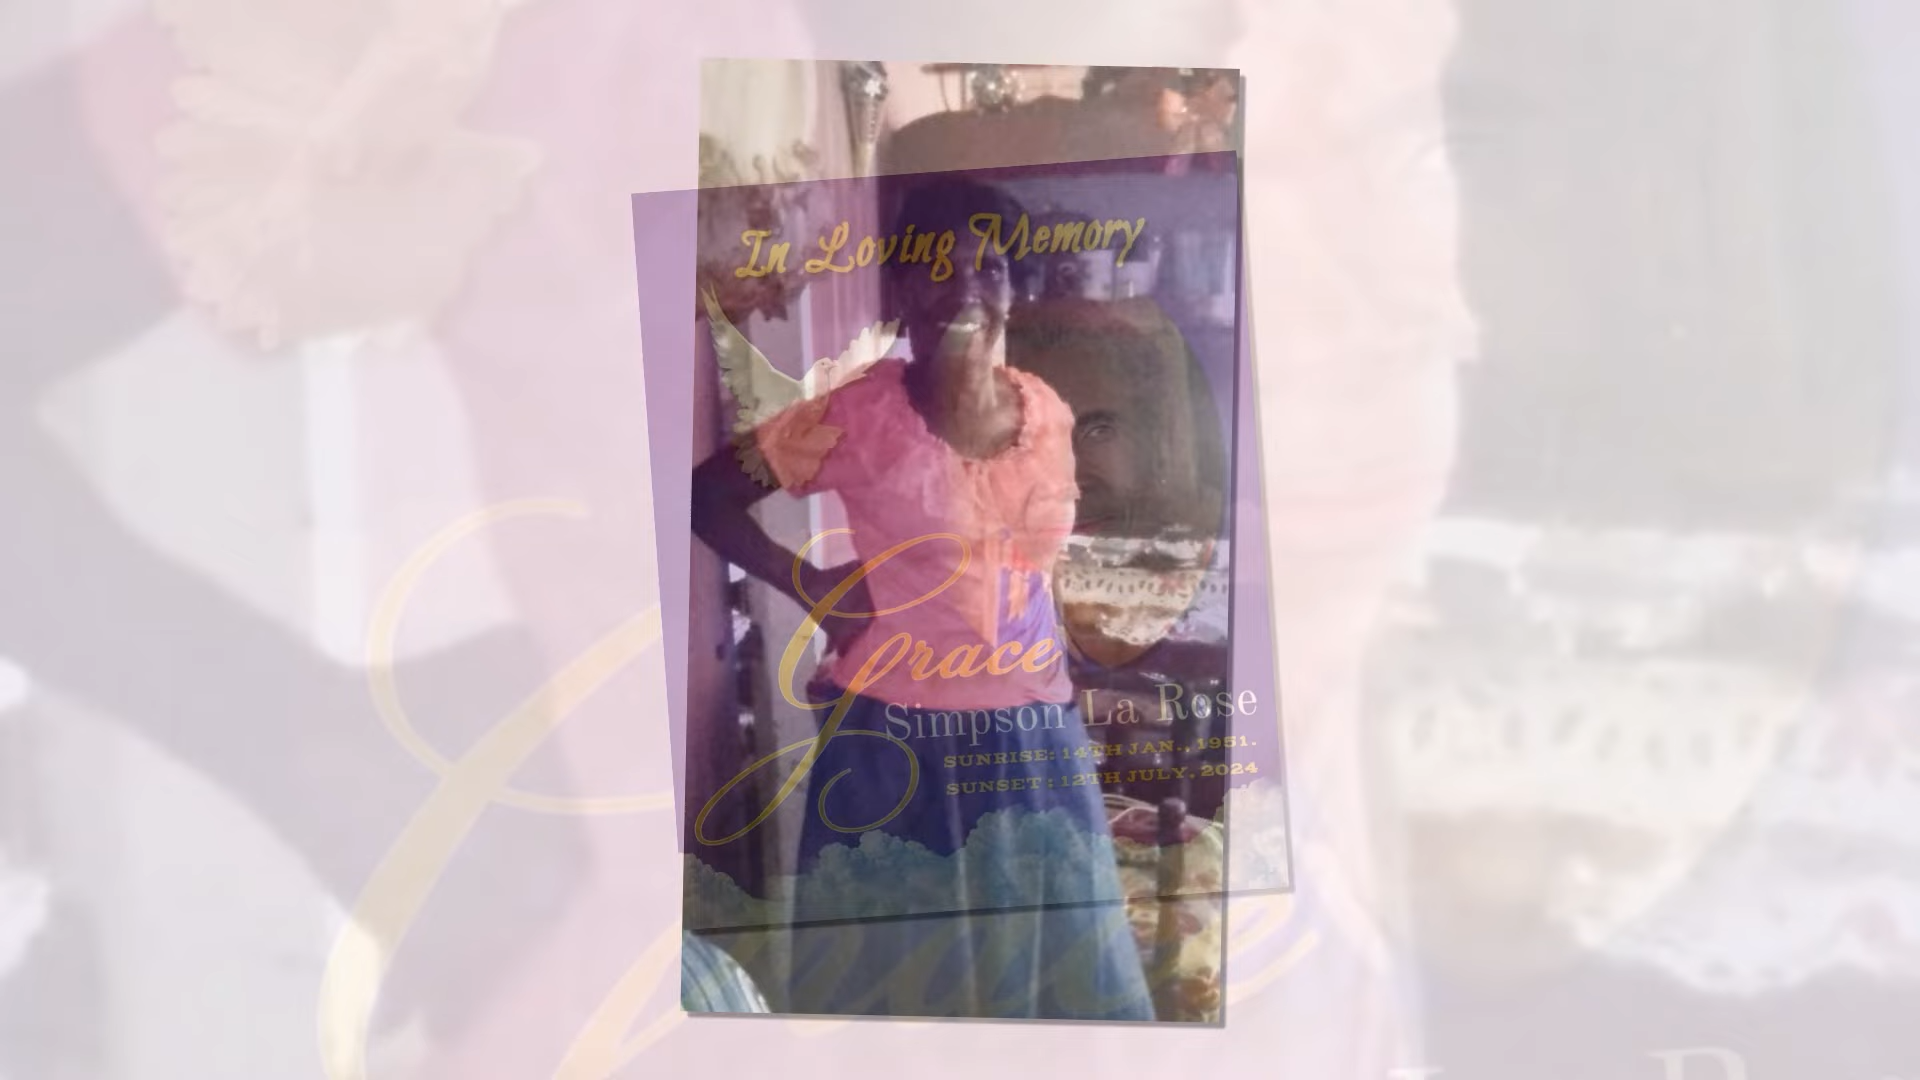 In Loving Memory
Grace
Simpson La Rose
SUNRISE: 14TH JAN., 1951.
SUNSET : 12TH JULY, 2024